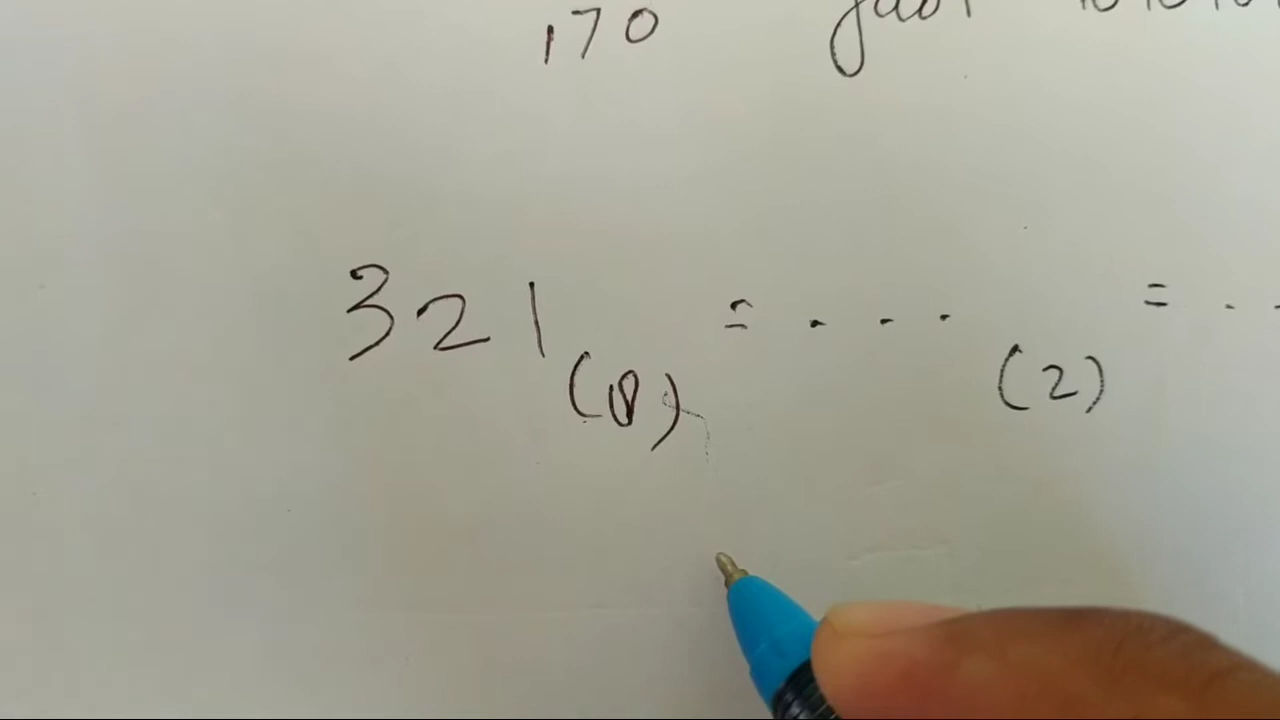 170
321 (8) = . . . (2) = . .